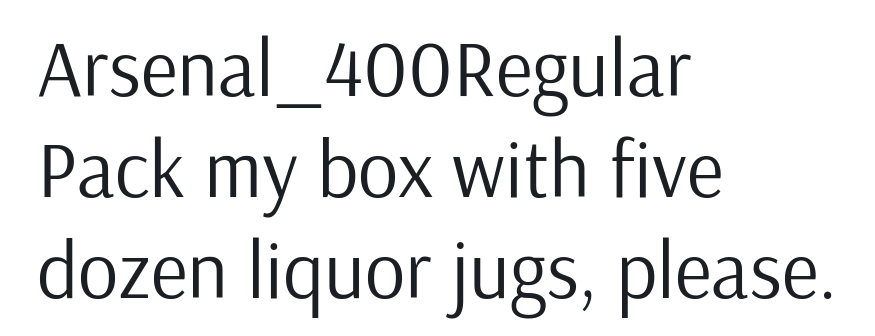 Arsenal_400Regular
Pack my box with five
dozen liquor jugs, please.